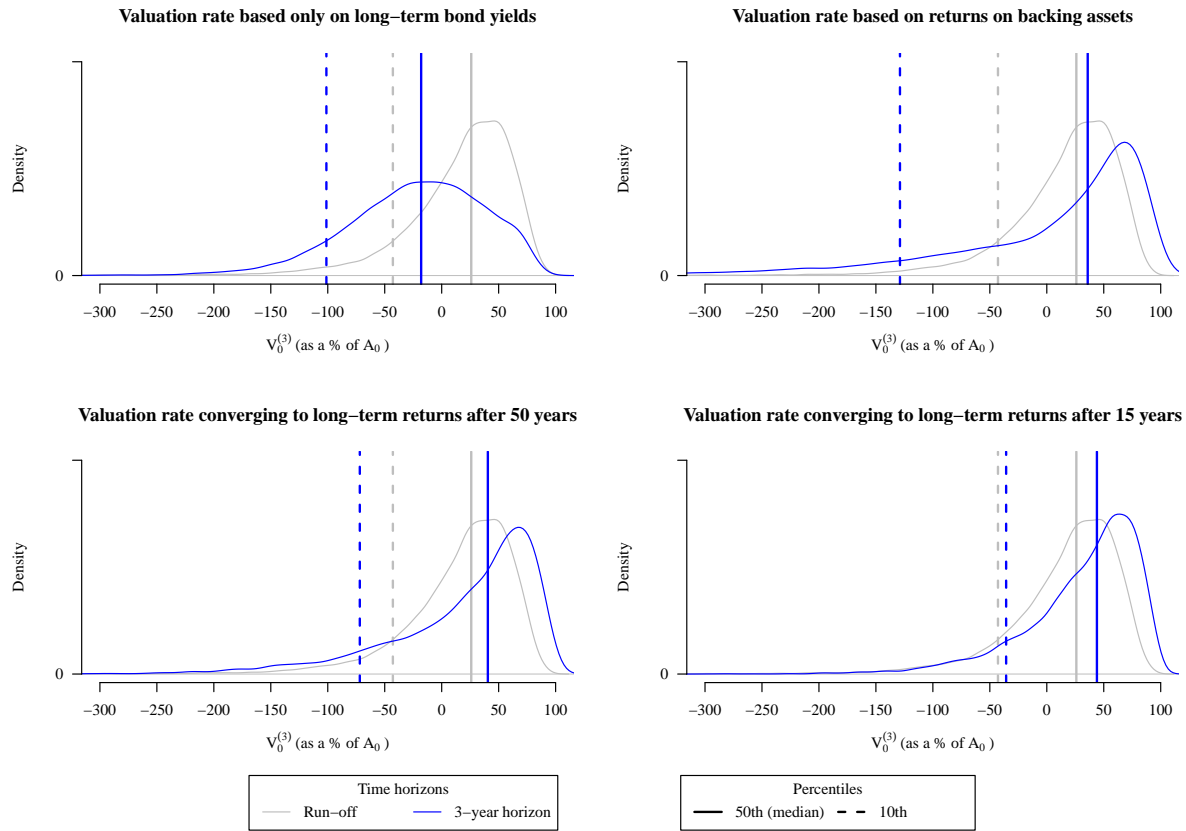 Valuation rate based only on long−term bond yields
Density
0
−300 −250 −200 −150 −100 −50 0 50 100
V₀⁽³⁾ (as a % of A₀ )
Valuation rate based on returns on backing assets
Density
0
−300 −250 −200 −150 −100 −50 0 50 100
V₀⁽³⁾ (as a % of A₀ )
Valuation rate converging to long−term returns after 50 years
Density
0
−300 −250 −200 −150 −100 −50 0 50 100
V₀⁽³⁾ (as a % of A₀ )
Valuation rate converging to long−term returns after 15 years
Density
0
−300 −250 −200 −150 −100 −50 0 50 100
V₀⁽³⁾ (as a % of A₀ )
Time horizons
Run−off 3−year horizon
Percentiles
50th (median) 10th